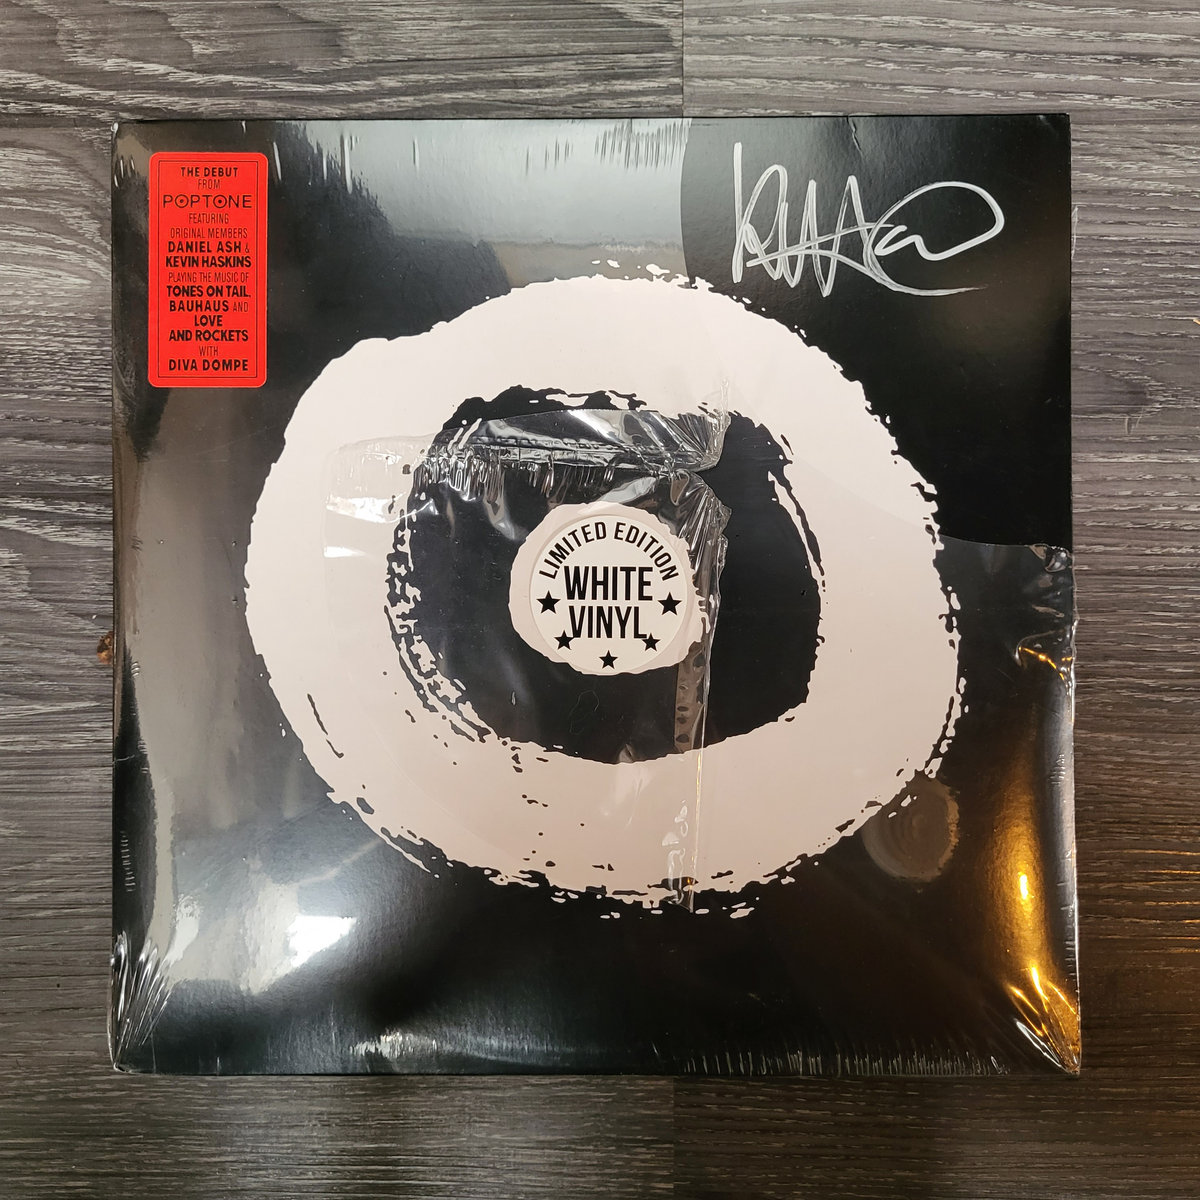 THE DEBUT
FROM
POPTONE
FEATURING
ORIGINAL MEMBERS
DANIEL ASH &
KEVIN HASKINS
PLAYING THE MUSIC OF
TONES ON TAIL,
BAUHAUS AND
LOVE
AND ROCKETS
WITH
DIVA DOMPE
LIMITED EDITION
WHITE
VINYL